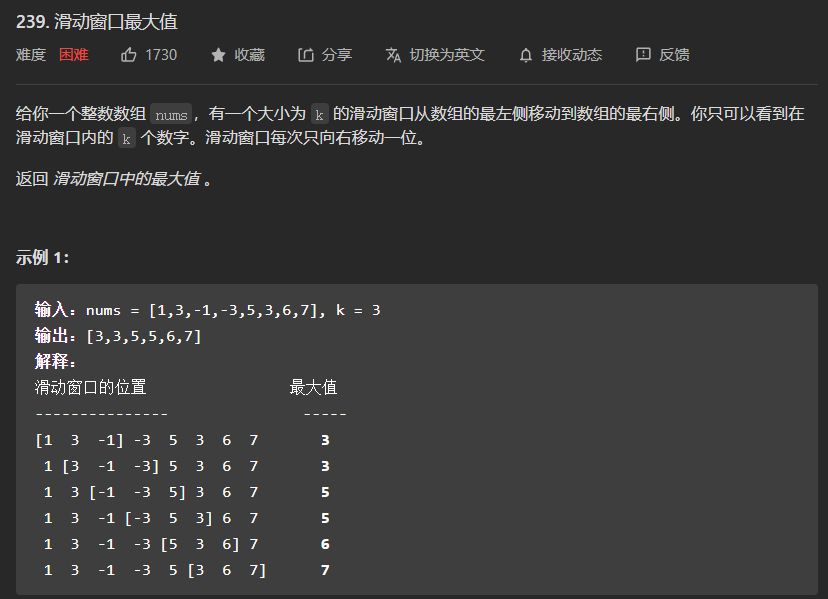 239. 滑动窗口最大值
难度 困难 1730 收藏 分享 切换为英文 接收动态 反馈
给你一个整数数组 nums，有一个大小为 k 的滑动窗口从数组的最左侧移动到数组的最右侧。你只可以看到在
滑动窗口内的 k 个数字。滑动窗口每次只向右移动一位。
返回 滑动窗口中的最大值 。
示例 1：
输入：nums = [1,3,-1,-3,5,3,6,7], k = 3
输出：[3,3,5,5,6,7]
解释：
滑动窗口的位置                最大值
---------------               -----
[1  3  -1] -3  5  3  6  7       3
 1 [3  -1  -3] 5  3  6  7       3
 1  3 [-1  -3  5] 3  6  7       5
 1  3  -1 [-3  5  3] 6  7       5
 1  3  -1  -3 [5  3  6] 7       6
 1  3  -1  -3  5 [3  6  7]      7